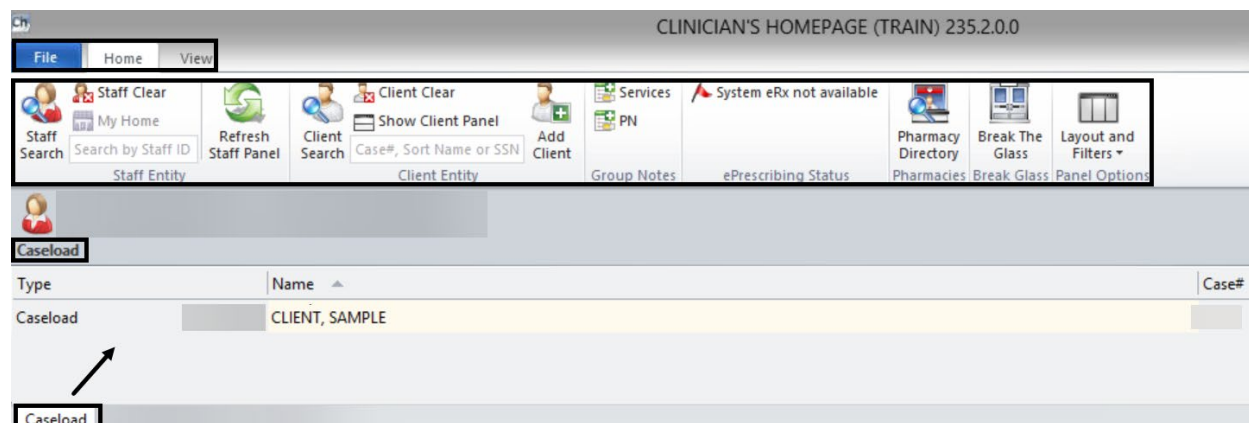 Ch
CLINICIAN'S HOMEPAGE (TRAIN) 235.2.0.0
File Home View
Staff Search
Staff Clear
My Home
Search by Staff ID
Refresh Staff Panel
Staff Entity
Client Search
Client Clear
Show Client Panel
Case#, Sort Name or SSN
Add Client
Client Entity
Services
PN
Group Notes
System eRx not available
ePrescribing Status
Pharmacy Directory
Pharmacies
Break The Glass
Break Glass
Layout and Filters
Panel Options
Caseload
Type Name Case#
Caseload CLIENT, SAMPLE
Caseload